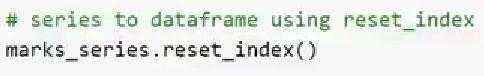 # series to dataframe using reset_index
marks_series.reset_index()